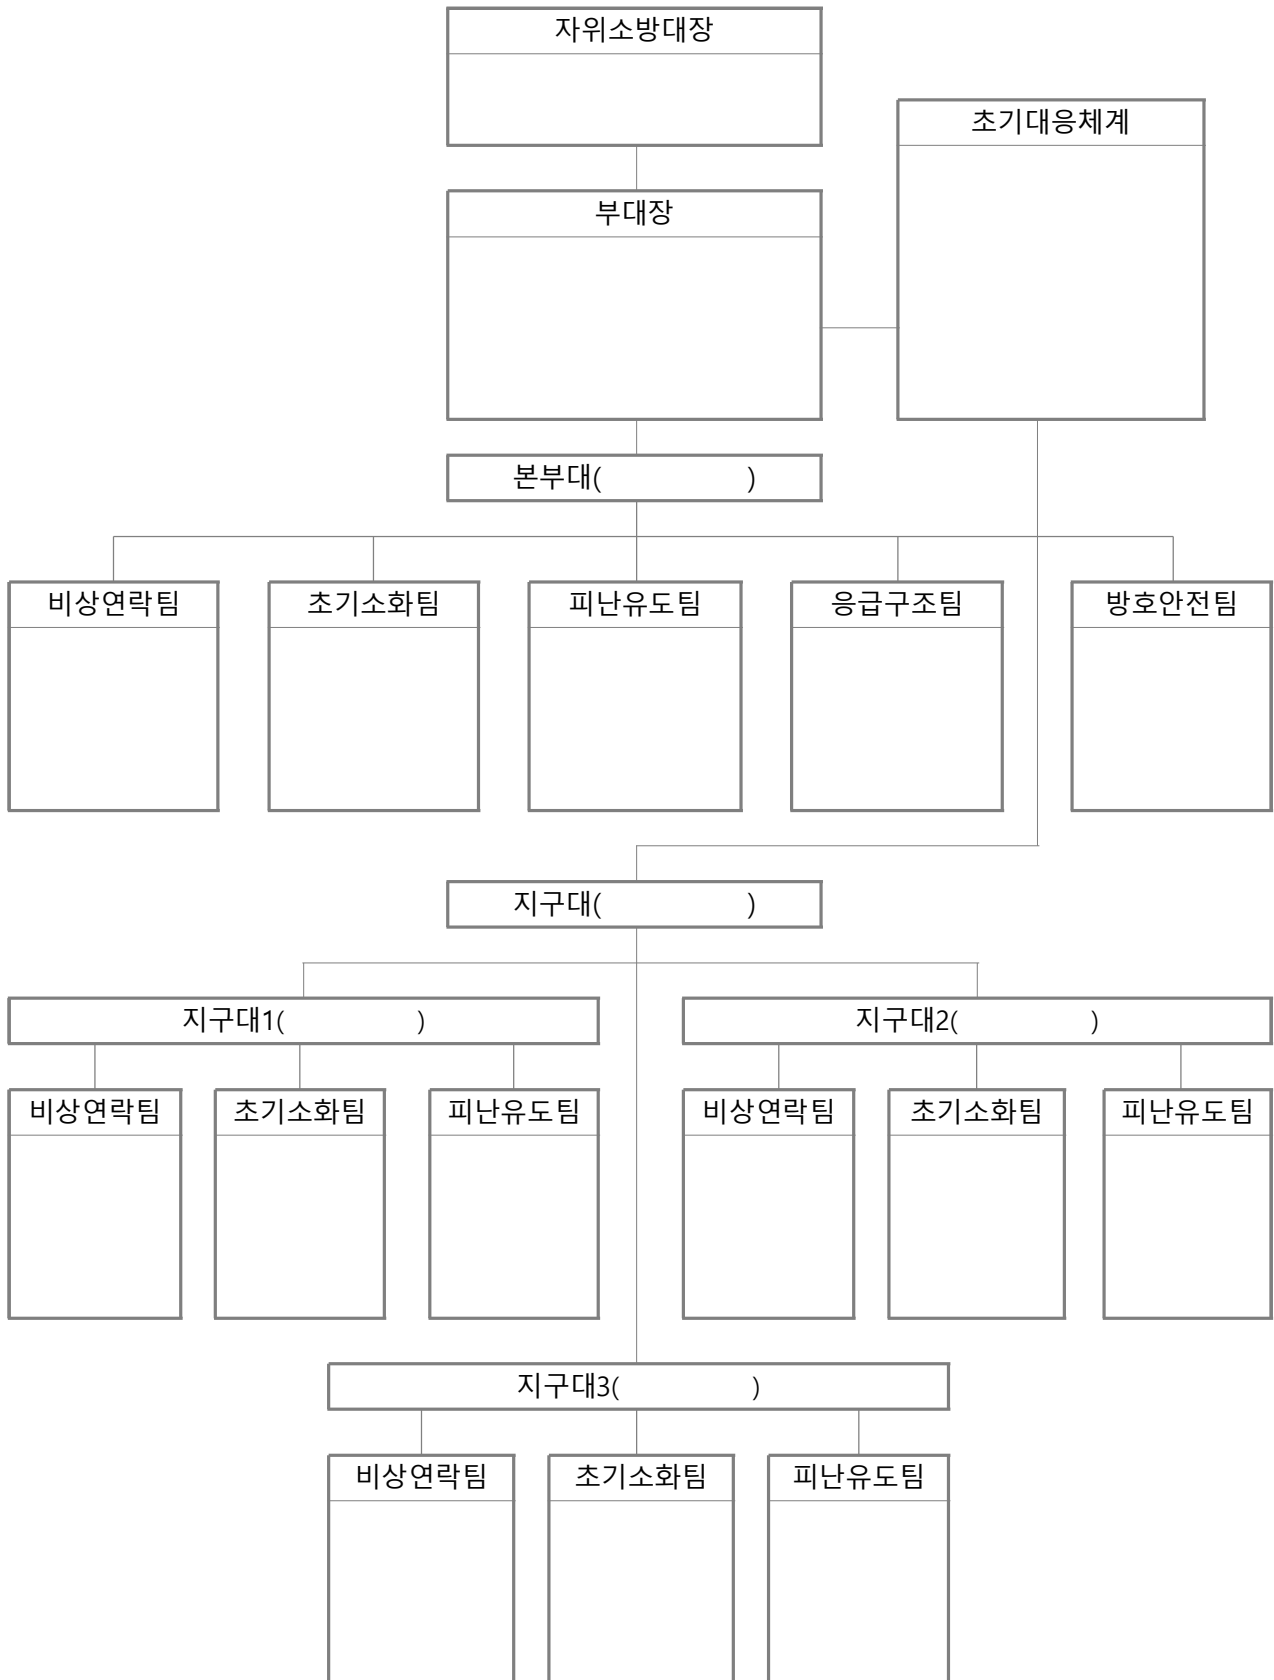 자위소방대장
초기대응체계
부대장
본부대( )
비상연락팀
초기소화팀
피난유도팀
응급구조팀
방호안전팀
지구대( )
지구대1( )
지구대2( )
비상연락팀
초기소화팀
피난유도팀
비상연락팀
초기소화팀
피난유도팀
지구대3( )
비상연락팀
초기소화팀
피난유도팀